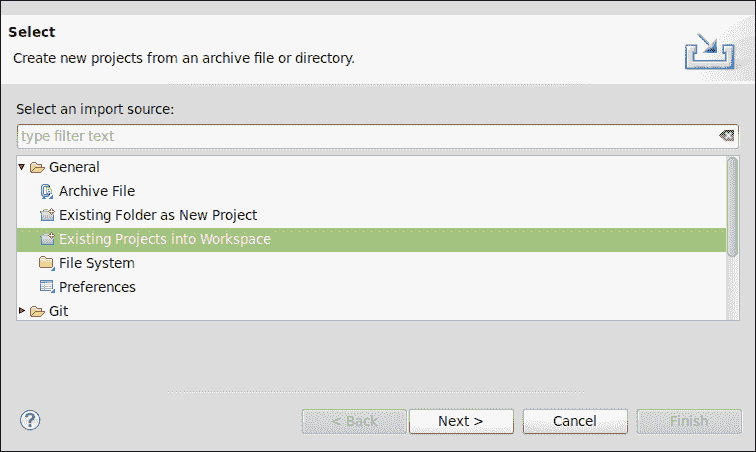 Select
Create new projects from an archive file or directory.
Select an import source:
type filter text
General
Archive File
Existing Folder as New Project
Existing Projects into Workspace
File System
Preferences
Git
?
< Back Next > Cancel Finish